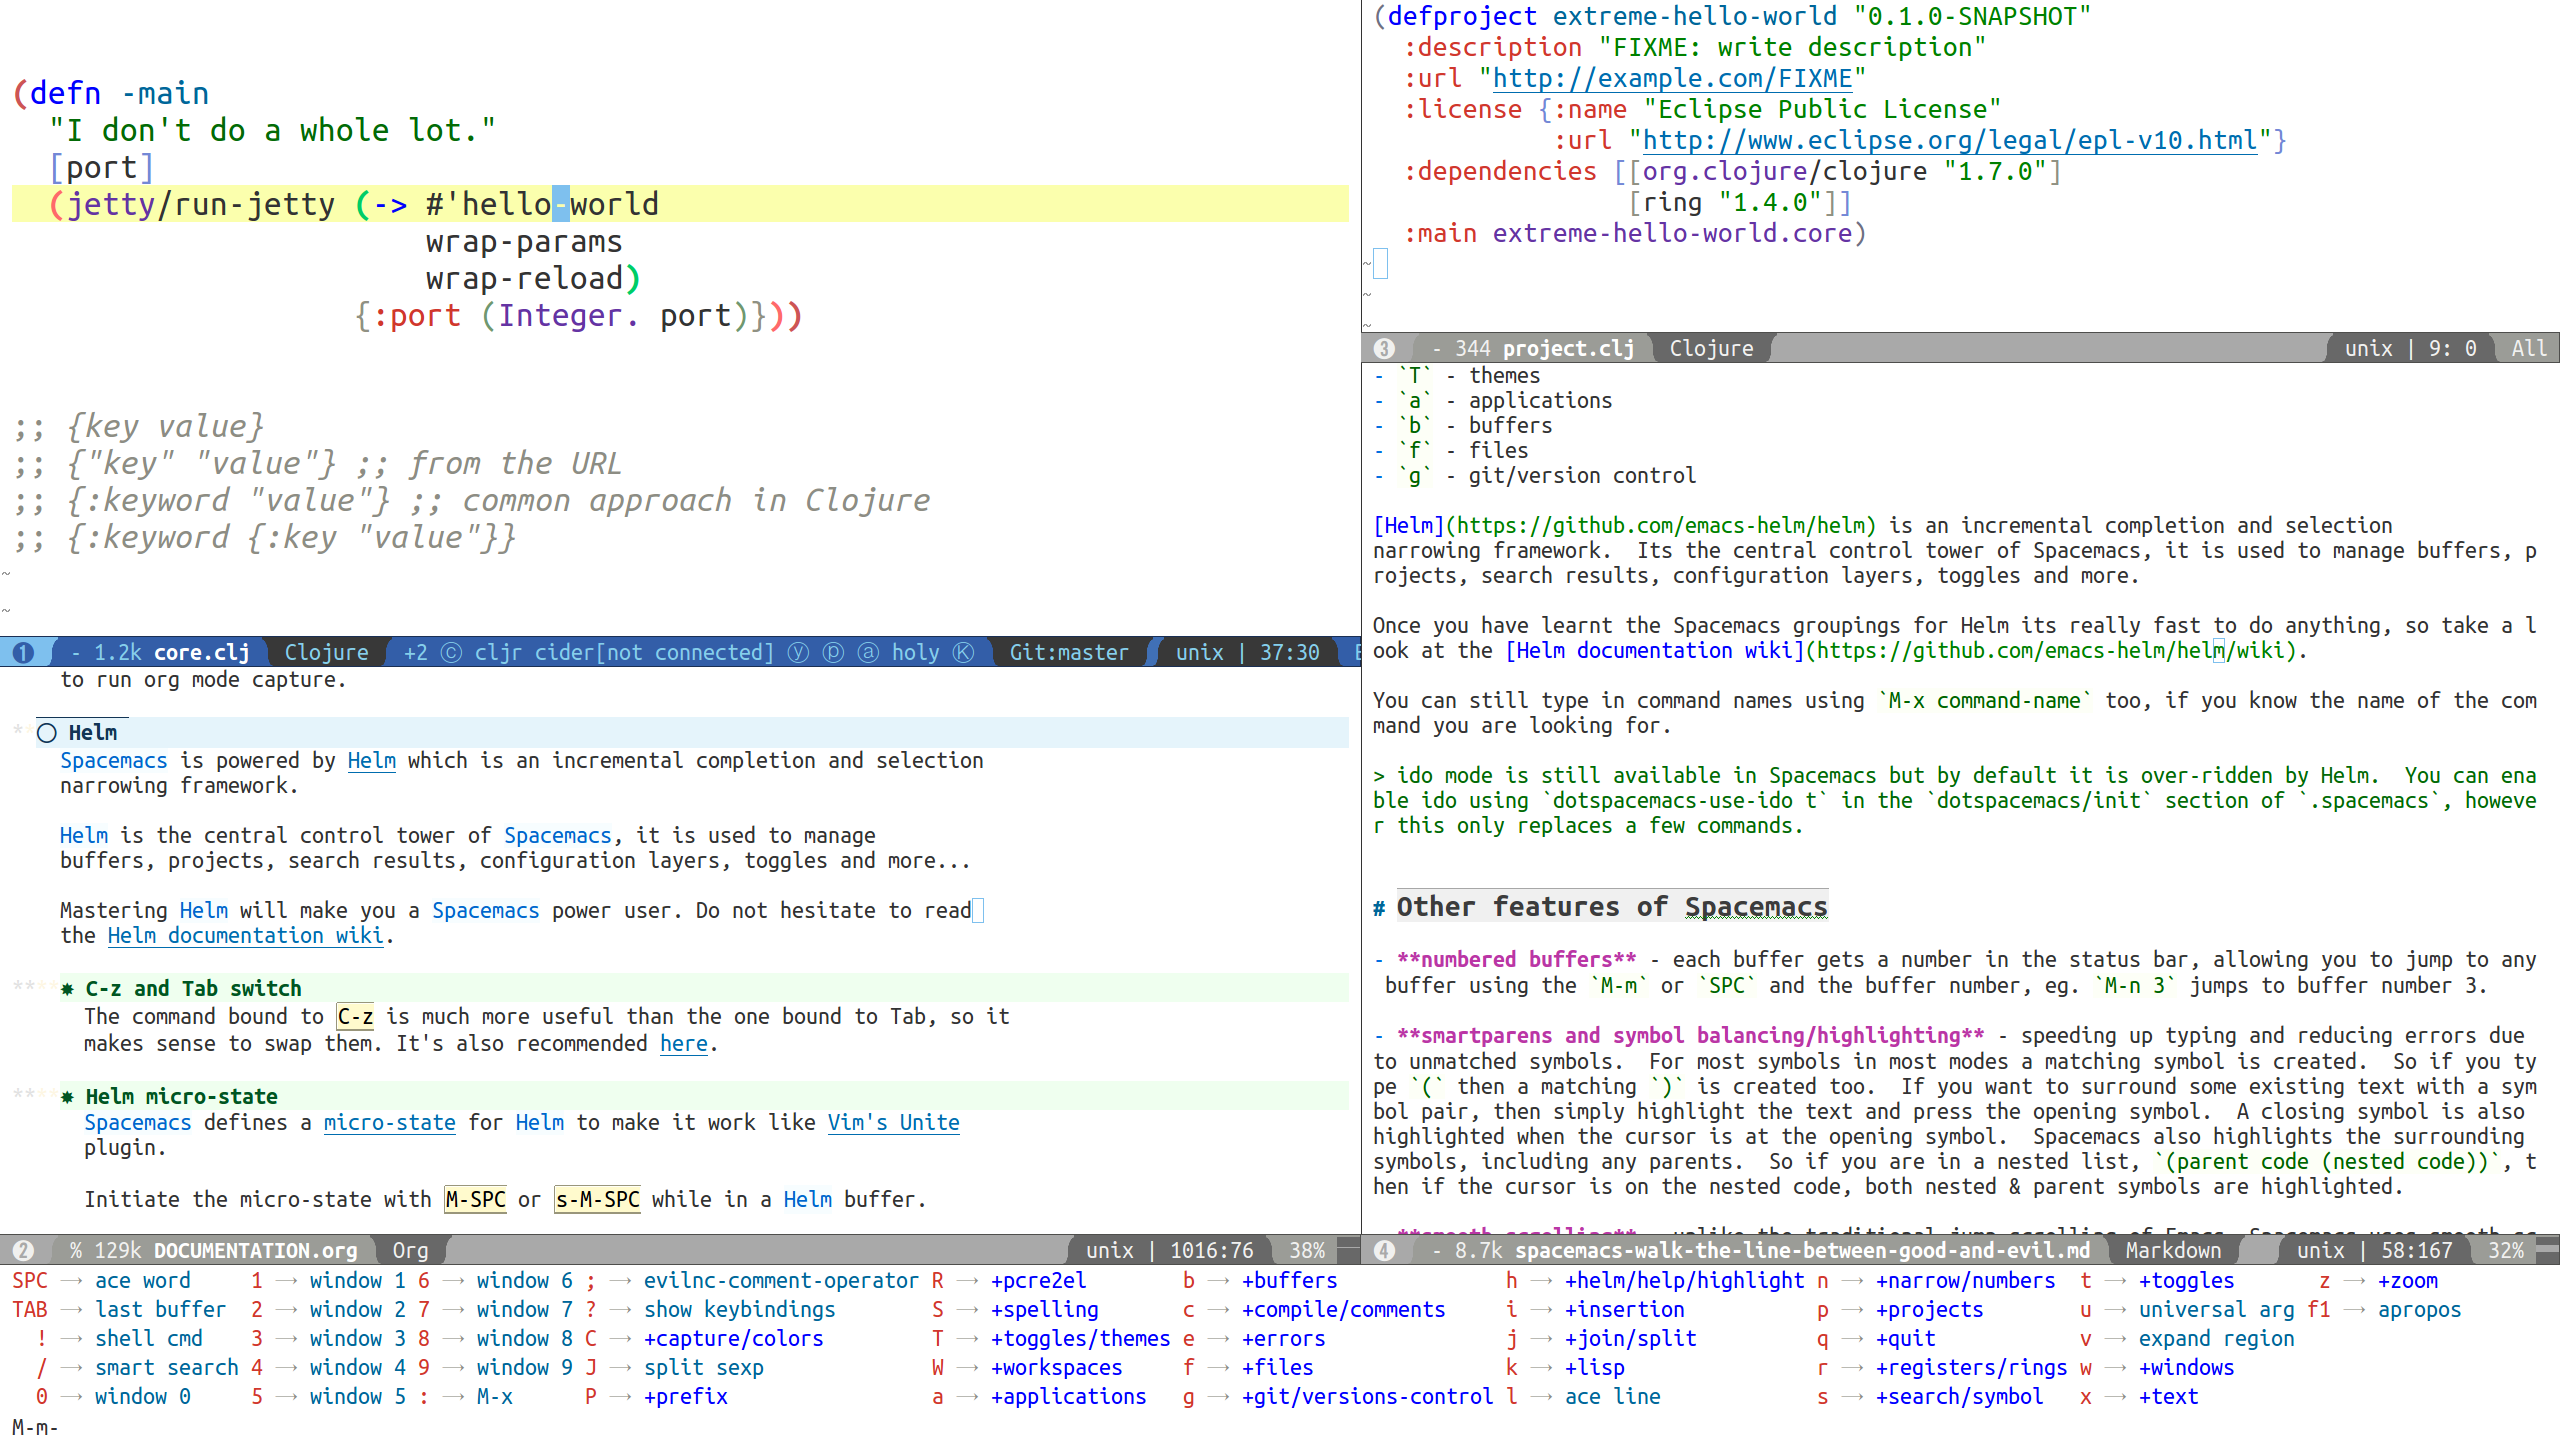 (defn -main
"I don't do a whole lot."
[port]
(jetty/run-jetty (-> #'hello-world
wrap-params
wrap-reload)
{:port (Integer. port)}))
;; {key value}
;; {"key" "value"} ;; from the URL
;; {:keyword "value"} ;; common approach in Clojure
;; {:keyword {:key "value"}}
~
~
❶ - 1.2k core.clj Clojure +2 ⓒ cljr cider[not connected] ⓨ ⓟ ⓐ holy Ⓚ Git:master unix | 37:30
to run org mode capture.
* ○ Helm
Spacemacs is powered by Helm which is an incremental completion and selection
narrowing framework.
Helm is the central control tower of Spacemacs, it is used to manage
buffers, projects, search results, configuration layers, toggles and more...
Mastering Helm will make you a Spacemacs power user. Do not hesitate to read
the Helm documentation wiki.
**** ✸ C-z and Tab switch
The command bound to C-z is much more useful than the one bound to Tab, so it
makes sense to swap them. It's also recommended here.
**** ✸ Helm micro-state
Spacemacs defines a micro-state for Helm to make it work like Vim's Unite
plugin.
Initiate the micro-state with M-SPC or s-M-SPC while in a Helm buffer.
❷ % 129k DOCUMENTATION.org Org unix | 1016:76 38%
(defproject extreme-hello-world "0.1.0-SNAPSHOT"
:description "FIXME: write description"
:url "http://example.com/FIXME"
:license {:name "Eclipse Public License"
:url "http://www.eclipse.org/legal/epl-v10.html"}
:dependencies [[org.clojure/clojure "1.7.0"]
[ring "1.4.0"]]
:main extreme-hello-world.core)
~
~
~
❸ - 344 project.clj Clojure unix | 9: 0 All
- `T` - themes
- `a` - applications
- `b` - buffers
- `f` - files
- `g` - git/version control
[Helm](https://github.com/emacs-helm/helm) is an incremental completion and selection
narrowing framework.  Its the central control tower of Spacemacs, it is used to manage buffers, p
rojects, search results, configuration layers, toggles and more.
Once you have learnt the Spacemacs groupings for Helm its really fast to do anything, so take a l
ook at the [Helm documentation wiki](https://github.com/emacs-helm/helm/wiki).
You can still type in command names using `M-x command-name` too, if you know the name of the com
mand you are looking for.
> ido mode is still available in Spacemacs but by default it is over-ridden by Helm.  You can ena
ble ido using `dotspacemacs-use-ido t` in the `dotspacemacs/init` section of `.spacemacs`, howeve
r this only replaces a few commands.
# Other features of Spacemacs
- **numbered buffers** - each buffer gets a number in the status bar, allowing you to jump to any
buffer using the `M-m` or `SPC` and the buffer number, eg. `M-n 3` jumps to buffer number 3.
- **smartparens and symbol balancing/highlighting** - speeding up typing and reducing errors due
to unmatched symbols.  For most symbols in most modes a matching symbol is created.  So if you ty
pe `(` then a matching `)` is created too.  If you want to surround some existing text with a sym
bol pair, then simply highlight the text and press the opening symbol.  A closing symbol is also
highlighted when the cursor is at the opening symbol.  Spacemacs also highlights the surrounding
symbols, including any parents.  So if you are in a nested list, `(parent code (nested code))`, t
hen if the cursor is on the nested code, both nested & parent symbols are highlighted.
❹ - 8.7k spacemacs-walk-the-line-between-good-and-evil.md Markdown unix | 58:167 32%
SPC → ace word 1 → window 1 6 → window 6 ; → evilnc-comment-operator R → +pcre2el b → +buffers h → +helm/help/highlight n → +narrow/numbers t → +toggles z → +zoom
TAB → last buffer 2 → window 2 7 → window 7 ? → show keybindings S → +spelling c → +compile/comments i → +insertion p → +projects u → universal arg f1 → apropos
! → shell cmd 3 → window 3 8 → window 8 C → +capture/colors T → +toggles/themes e → +errors j → +join/split q → +quit v → expand region
/ → smart search 4 → window 4 9 → window 9 J → split sexp W → +workspaces f → +files k → +lisp r → +registers/rings w → +windows
0 → window 0 5 → window 5 : → M-x P → +prefix a → +applications g → +git/versions-control l → ace line s → +search/symbol x → +text
M-m-